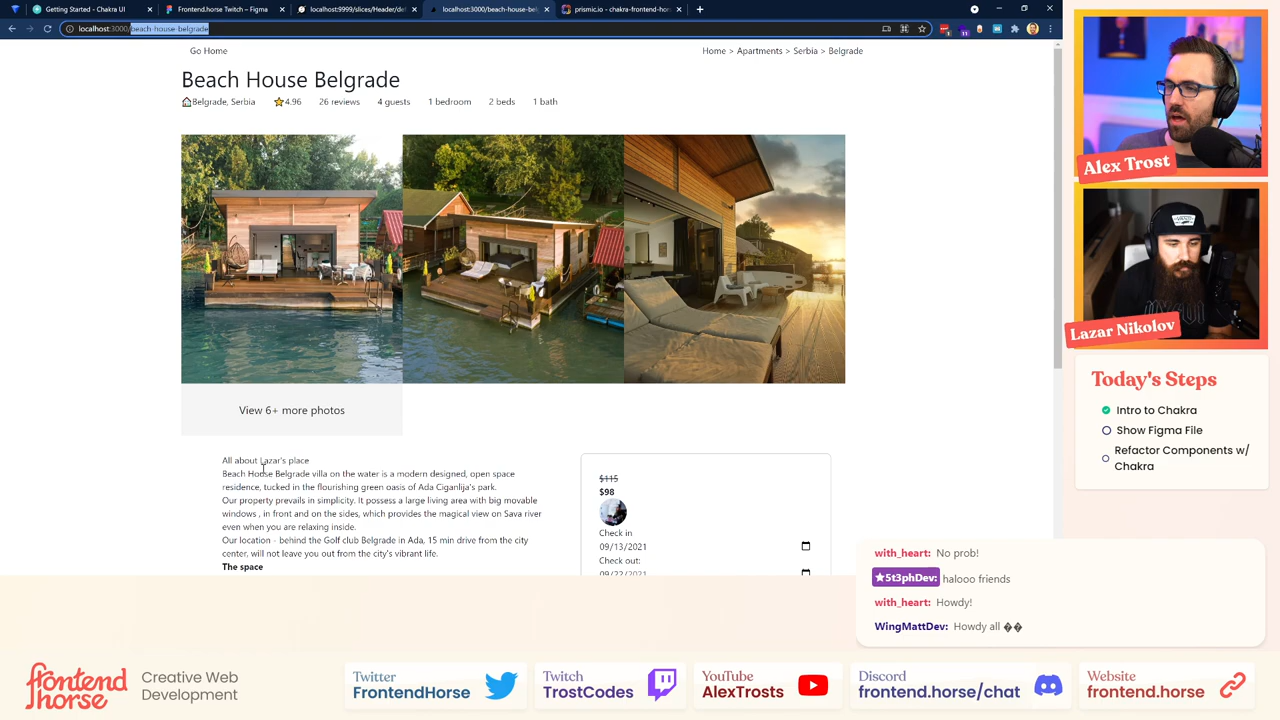 Getting Started - Chakra UI
Frontend.horse Twitch – Figma
localhost:9999/slices/Header/def
localhost:3000/beach-house-belg
prismic.io - chakra-frontend-hors
localhost:3000/beach-house-belgrade
Go Home
Home > Apartments > Serbia > Belgrade
Beach House Belgrade
Belgrade, Serbia 4.96 26 reviews 4 guests 1 bedroom 2 beds 1 bath
View 6+ more photos
All about Lazar's place
Beach House Belgrade villa on the water is a modern designed, open space
residence, tucked in the flourishing green oasis of Ada Ciganlija's park.
Our property prevails in simplicity. It possess a large living area with big movable
windows , in front and on the sides, which provides the magical view on Sava river
even when you are relaxing inside.
Our location - behind the Golf club Belgrade in Ada, 15 min drive from the city
center, will not leave you out from the city's vibrant life.
The space
$115
$98
Check in
09/13/2021
Check out:
09/22/2021
Alex Trost
Lazar Nikolov
Today's Steps
Intro to Chakra
Show Figma File
Refactor Components w/
Chakra
with_heart: No prob!
5t3phDev: halooo friends
with_heart: Howdy!
WingMattDev: Howdy all ��
frontend
horse
Creative Web
Development
Twitter
FrontendHorse
Twitch
TrostCodes
YouTube
AlexTrosts
Discord
frontend.horse/chat
Website
frontend.horse